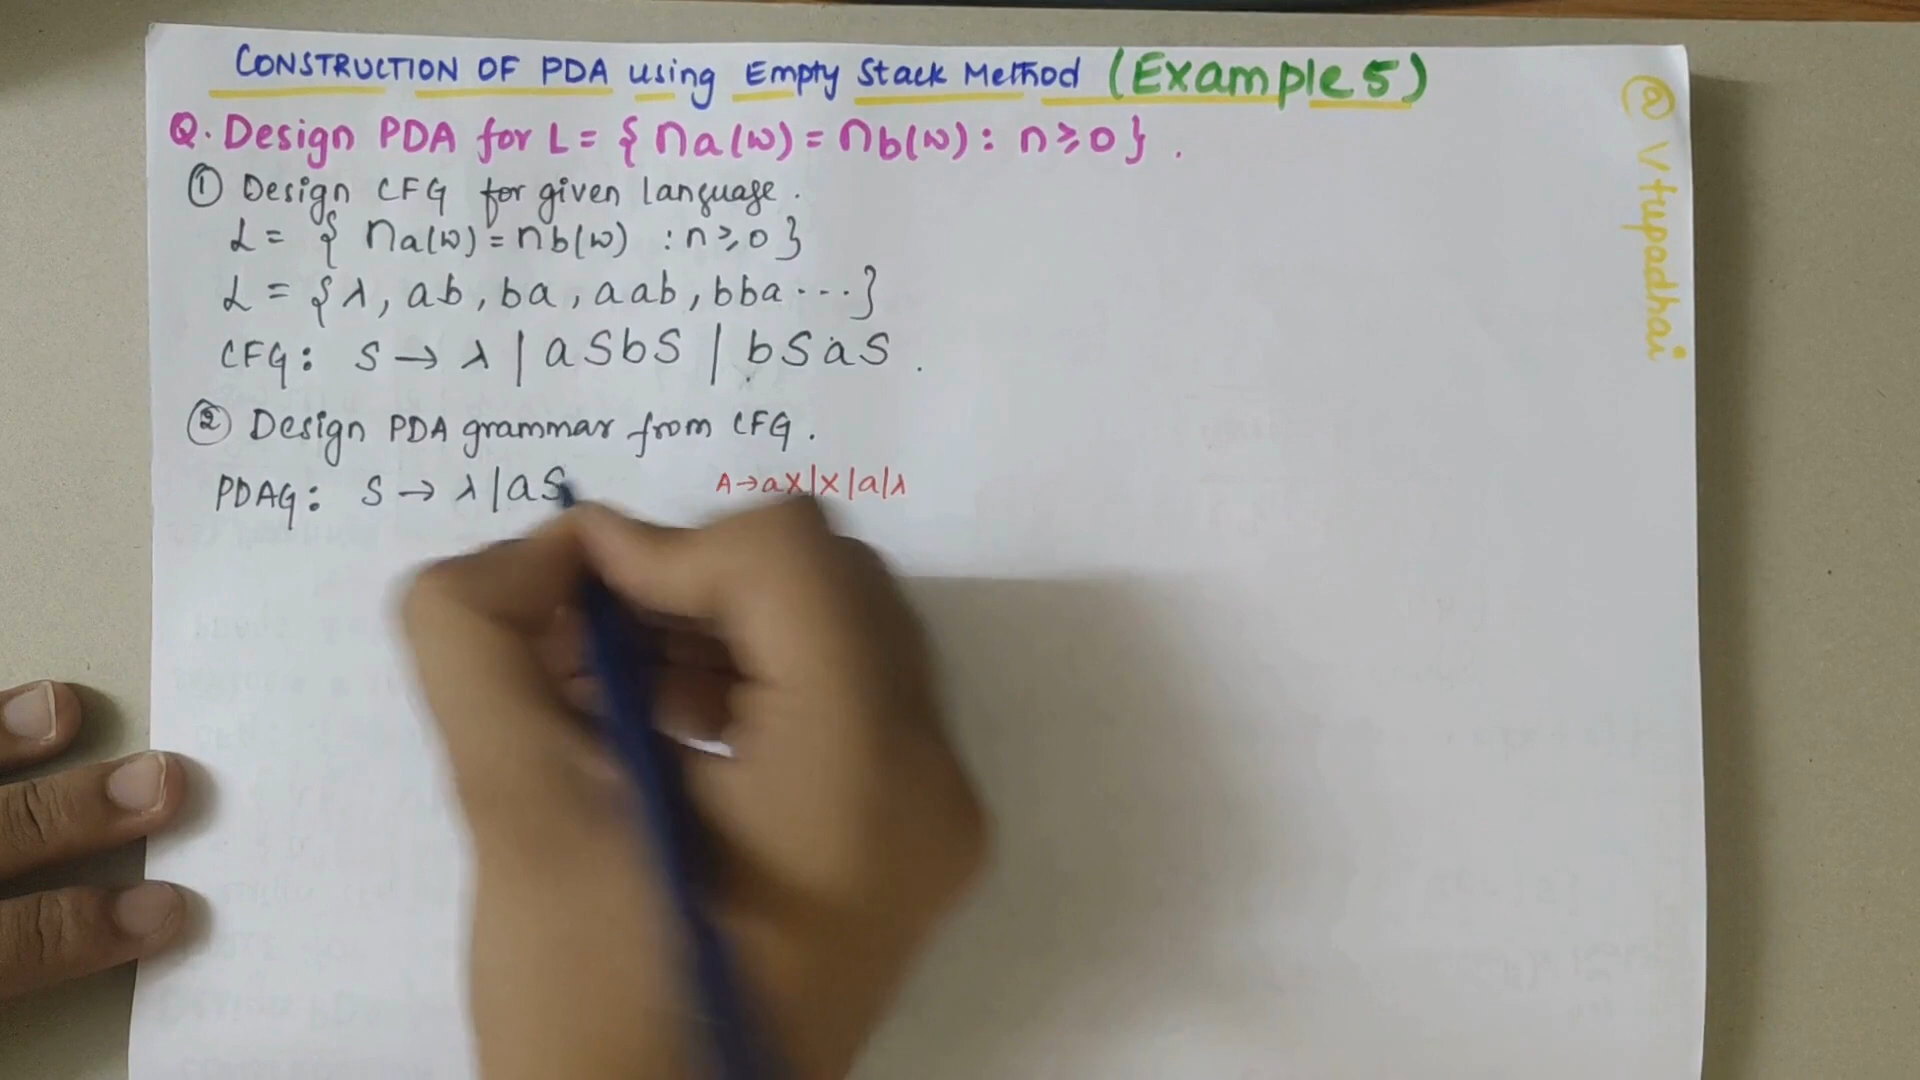 CONSTRUCTION OF PDA using Empty Stack Method (Example 5)
Q. Design PDA for L = { na(w) = nb(w) : n ≥ 0 } .
① Design CFG for given language .
L = { na(w) = nb(w) : n ≥ 0 }
L = { λ, ab, ba, aab, bba ... }
CFG : S → λ | aSbS | bSaS .
② Design PDA grammar from CFG .
PDAG : S → λ | aS
A → aX | X | a | λ
@Vtupadhai